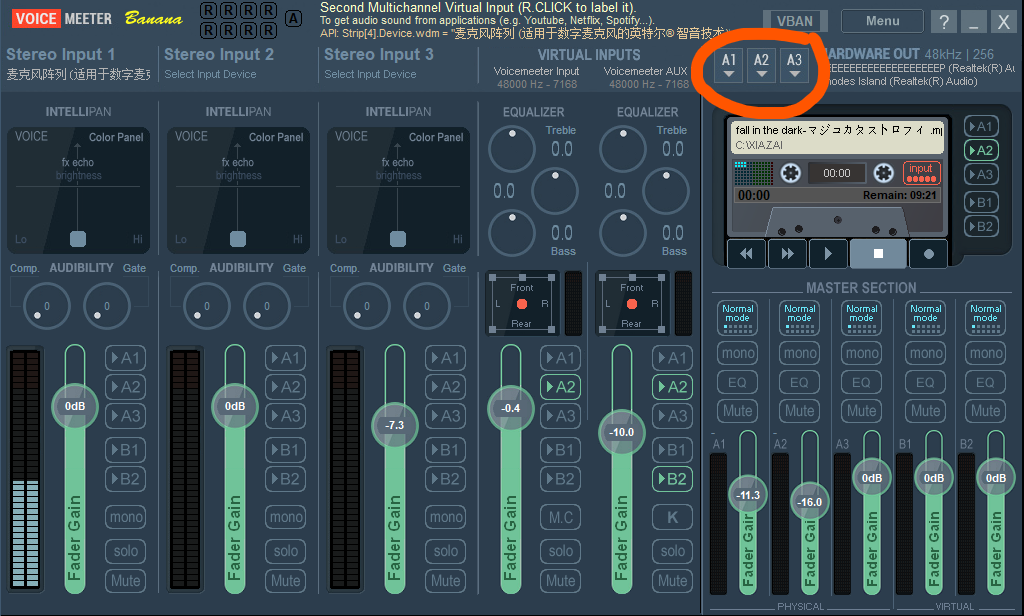 VOICE MEETER Banana
R R R R
R R R R
A
Second Multichannel Virtual Input (R.CLICK to label it).
To get audio sound from applications (e.g. Youtube, Netflix, Spotify...).
API: Strip[4].Device.wdm = "麦克风阵列 (适用于数字麦克风的英特尔® 智音技术)
VBAN
Menu
?
_
X
Stereo Input 1
麦克风阵列 (适用于数字麦克
Stereo Input 2
Select Input Device
Stereo Input 3
Select Input Device
VIRTUAL INPUTS
Voicemeeter Input
48000 Hz - 7168
Voicemeeter AUX
48000 Hz - 7168
A1 A2 A3
HARDWARE OUT 48kHz | 256
EEEEEEEEEEEEEEEEEEEP (Realtek(R) Au
nodes Island (Realtek(R) Audio)
INTELLIPAN
VOICE
Color Panel
fx echo
brightness
Lo
Hi
INTELLIPAN
VOICE
Color Panel
fx echo
brightness
Lo
Hi
INTELLIPAN
VOICE
Color Panel
fx echo
brightness
Lo
Hi
EQUALIZER
Treble
0.0
0.0
0.0
Bass
EQUALIZER
Treble
0.0
0.0
0.0
Bass
fall in the dark-マジュカタストロフィ .mp
C:\XIAZAI
00:00
input
00:00
Remain: 09:21
A1
A2
A3
B1
B2
Comp. AUDIBILITY Gate
0 0
Comp. AUDIBILITY Gate
0 0
Comp. AUDIBILITY Gate
0 0
Front
L R
Rear
Front
L R
Rear
MASTER SECTION
Normal mode
Normal mode
Normal mode
Normal mode
Normal mode
mono mono mono mono mono
EQ EQ EQ EQ EQ
Mute Mute Mute Mute Mute
0dB
Fader Gain
A1
A2
A3
B1
B2
mono
solo
Mute
0dB
Fader Gain
A1
A2
A3
B1
B2
mono
solo
Mute
-7.3
Fader Gain
A1
A2
A3
B1
B2
mono
solo
Mute
-0.4
Fader Gain
A1
A2
A3
B1
B2
M.C
solo
Mute
-10.0
Fader Gain
A1
A2
A3
B1
B2
K
solo
Mute
A1 A2 A3 B1 B2
-11.3 -16.0 0dB 0dB 0dB
Fader Gain
Fader Gain
Fader Gain
Fader Gain
Fader Gain
PHYSICAL
VIRTUAL